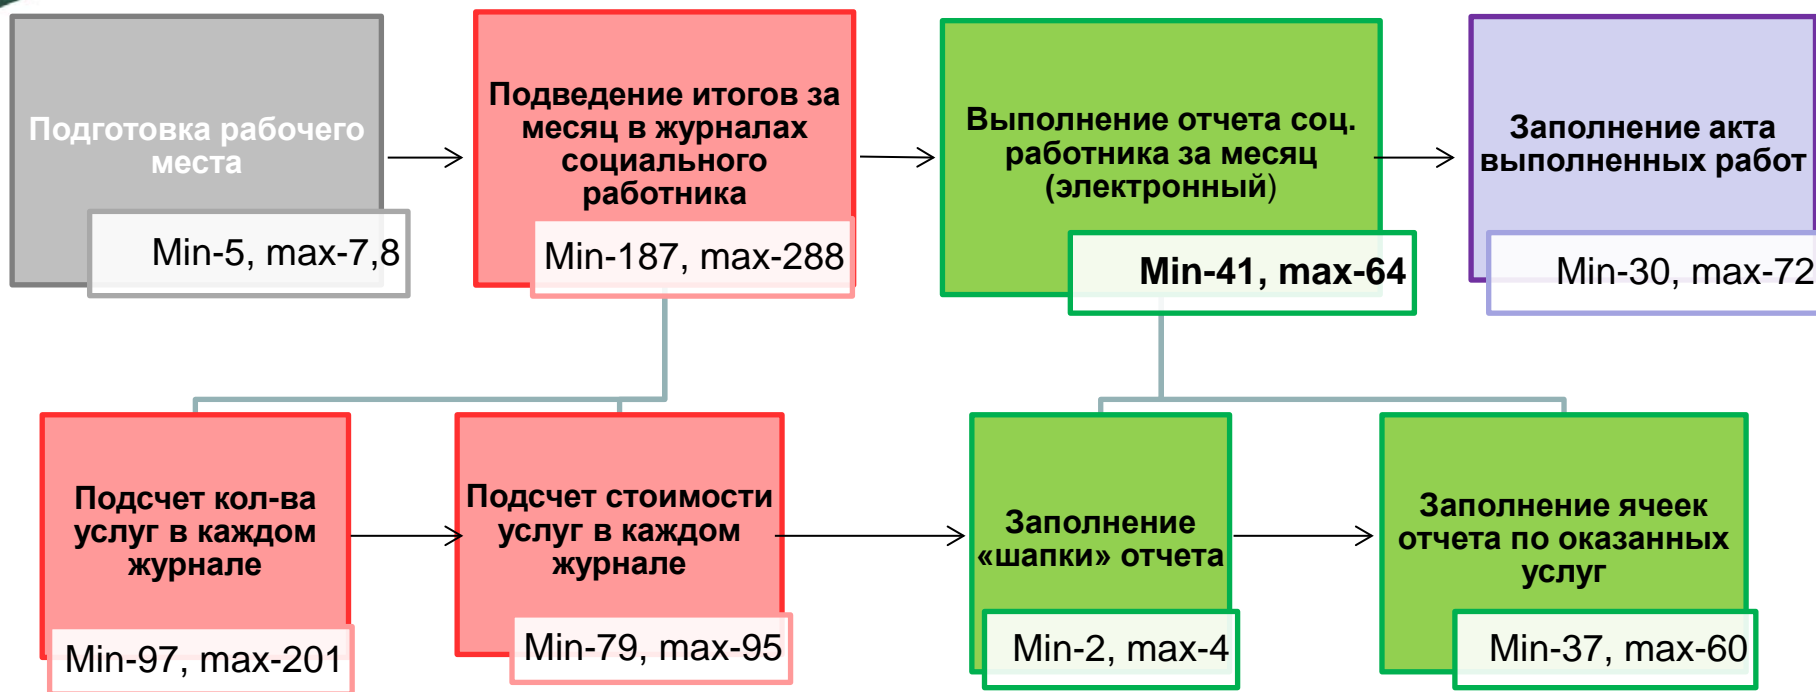 Подготовка рабочего
места
Min-5, max-7,8
Подведение итогов за
месяц в журналах
социального
работника
Min-187, max-288
Выполнение отчета соц.
работника за месяц
(электронный)
Min-41, max-64
Заполнение акта
выполненных работ
Min-30, max-72
Подсчет кол-ва
услуг в каждом
журнале
Min-97, max-201
Подсчет стоимости
услуг в каждом
журнале
Min-79, max-95
Заполнение
«шапки» отчета
Min-2, max-4
Заполнение ячеек
отчета по оказанных
услуг
Min-37, max-60